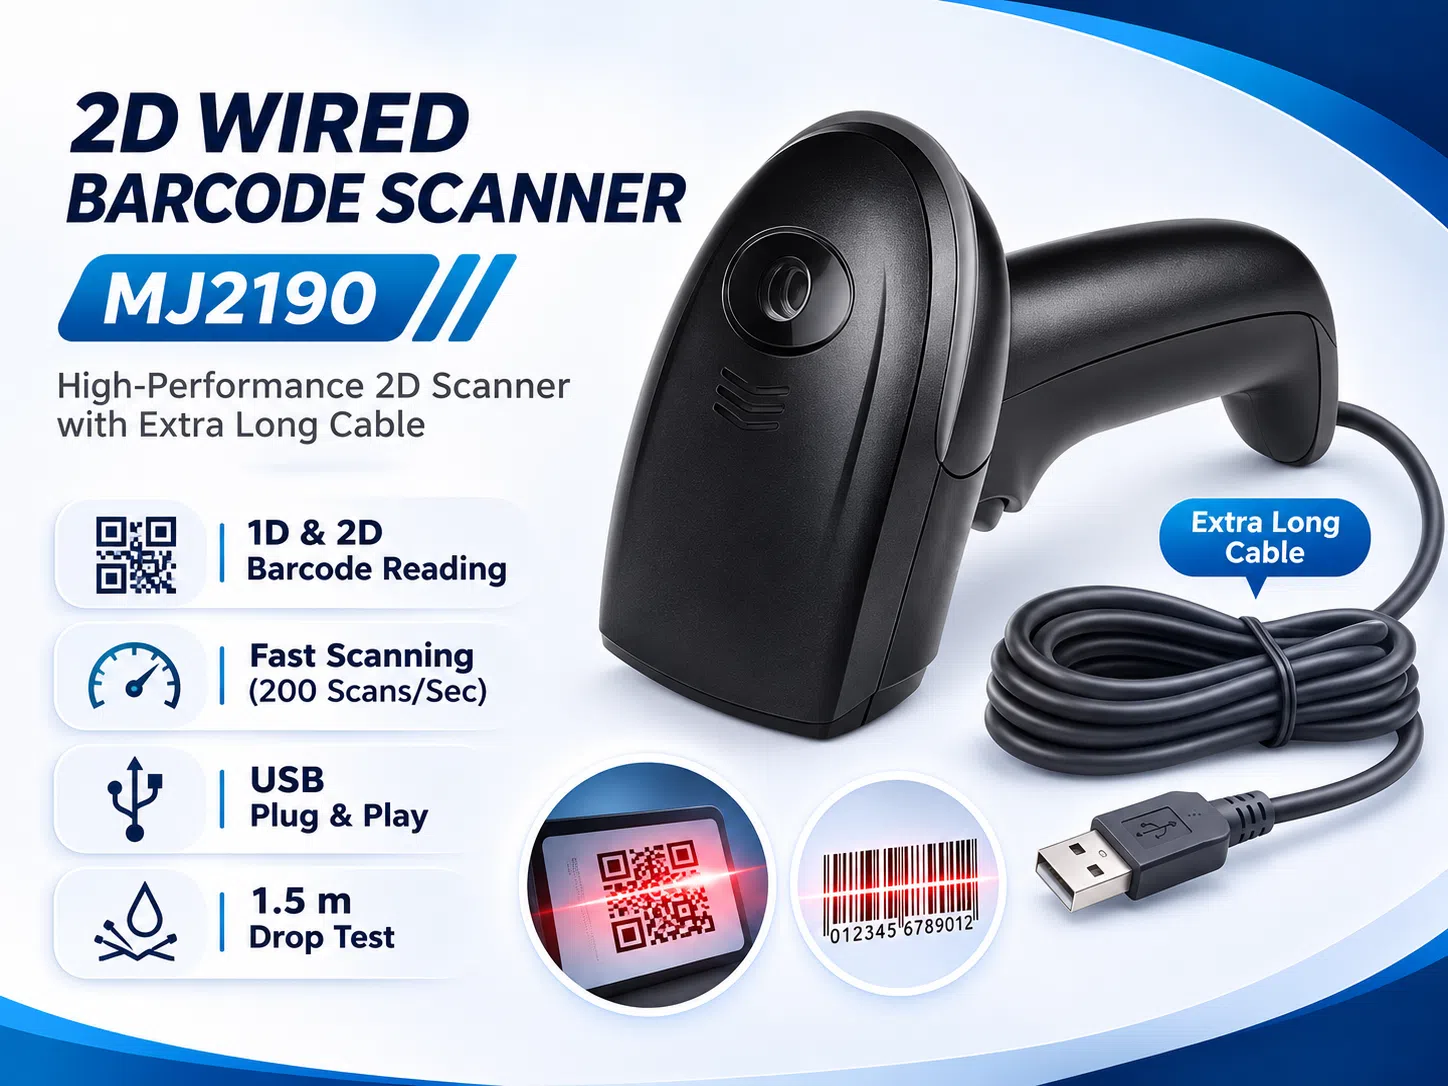 2D WIRED
BARCODE SCANNER
MJ2190
High-Performance 2D Scanner
with Extra Long Cable
1D & 2D
Barcode Reading
Fast Scanning
(200 Scans/Sec)
USB
Plug & Play
1.5 m
Drop Test
Extra Long
Cable
012345 6789012